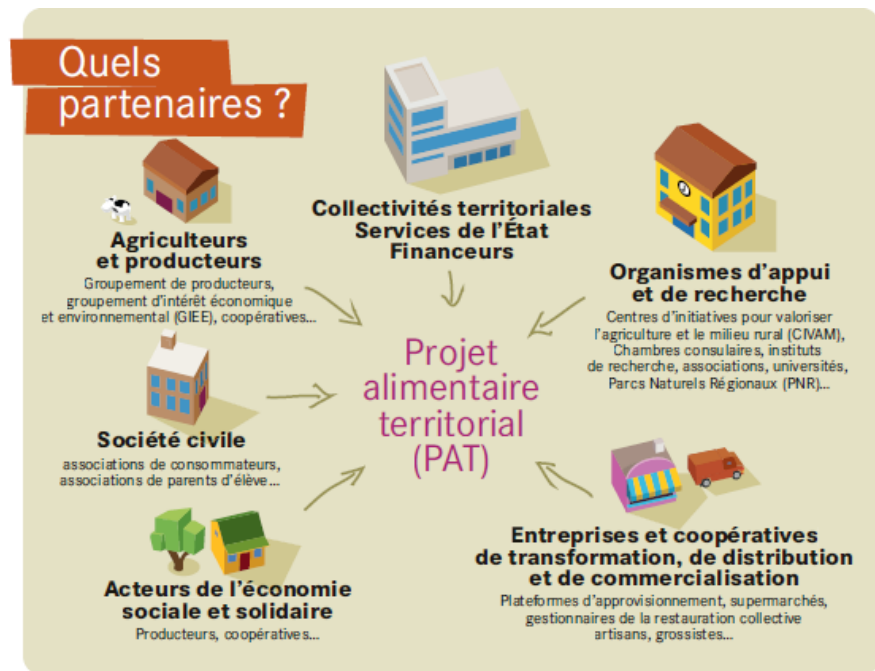 Quels
partenaires ?
Collectivités territoriales
Services de l'État
Financeurs
Agriculteurs
et producteurs
Groupement de producteurs,
groupement d'intérêt économique
et environnemental (GIEE), coopératives...
Organismes d'appui
et de recherche
Centres d'initiatives pour valoriser
l'agriculture et le milieu rural (CIVAM),
Chambres consulaires, instituts
de recherche, associations, universités,
Parcs Naturels Régionaux (PNR)...
Projet
alimentaire
territorial
(PAT)
Société civile
associations de consommateurs,
associations de parents d'élève...
Acteurs de l'économie
sociale et solidaire
Producteurs, coopératives...
Entreprises et coopératives
de transformation, de distribution
et de commercialisation
Plateformes d'approvisionnement, supermarchés,
gestionnaires de la restauration collective
artisans, grossistes...